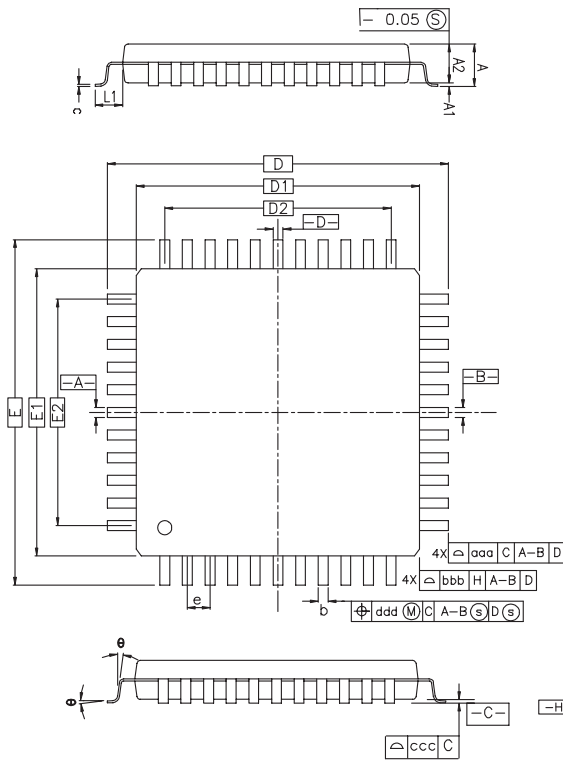 – 0.05 Ⓢ
A2
A
L1
c
A1
D
D1
D2
–D–
–A–
–B–
E
E1
E2
4X ⌓ aaa C A–B D
4X ⌓ bbb H A–B D
e
b
⌖ ddd Ⓜ C A–B Ⓢ D Ⓢ
θ
θ
–C–
–H
⌓ ccc C